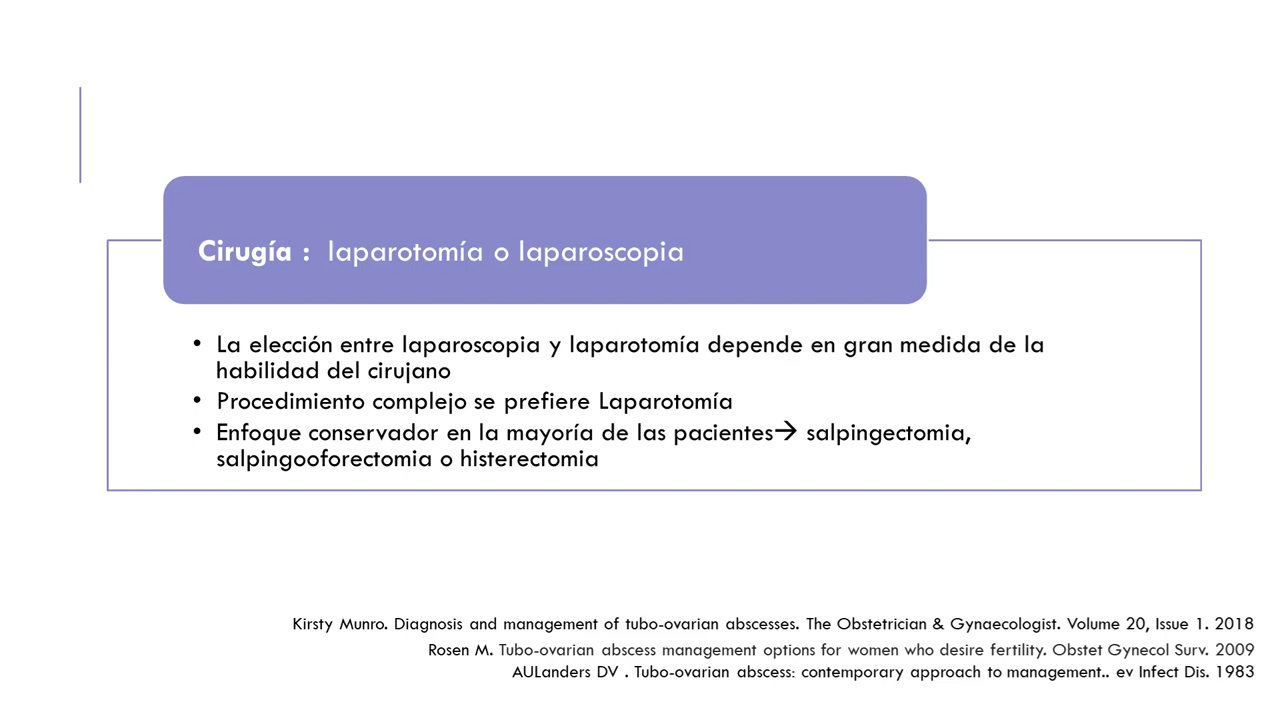 Cirugía : laparotomía o laparoscopia
• La elección entre laparoscopia y laparotomía depende en gran medida de la
habilidad del cirujano
• Procedimiento complejo se prefiere Laparotomía
• Enfoque conservador en la mayoría de las pacientes→ salpingectomia,
salpingooforectomia o histerectomia
Kirsty Munro. Diagnosis and management of tubo-ovarian abscesses. The Obstetrician & Gynaecologist. Volume 20, Issue 1. 2018
Rosen M. Tubo-ovarian abscess management options for women who desire fertility. Obstet Gynecol Surv. 2009
AULanders DV . Tubo-ovarian abscess: contemporary approach to management.. ev Infect Dis. 1983